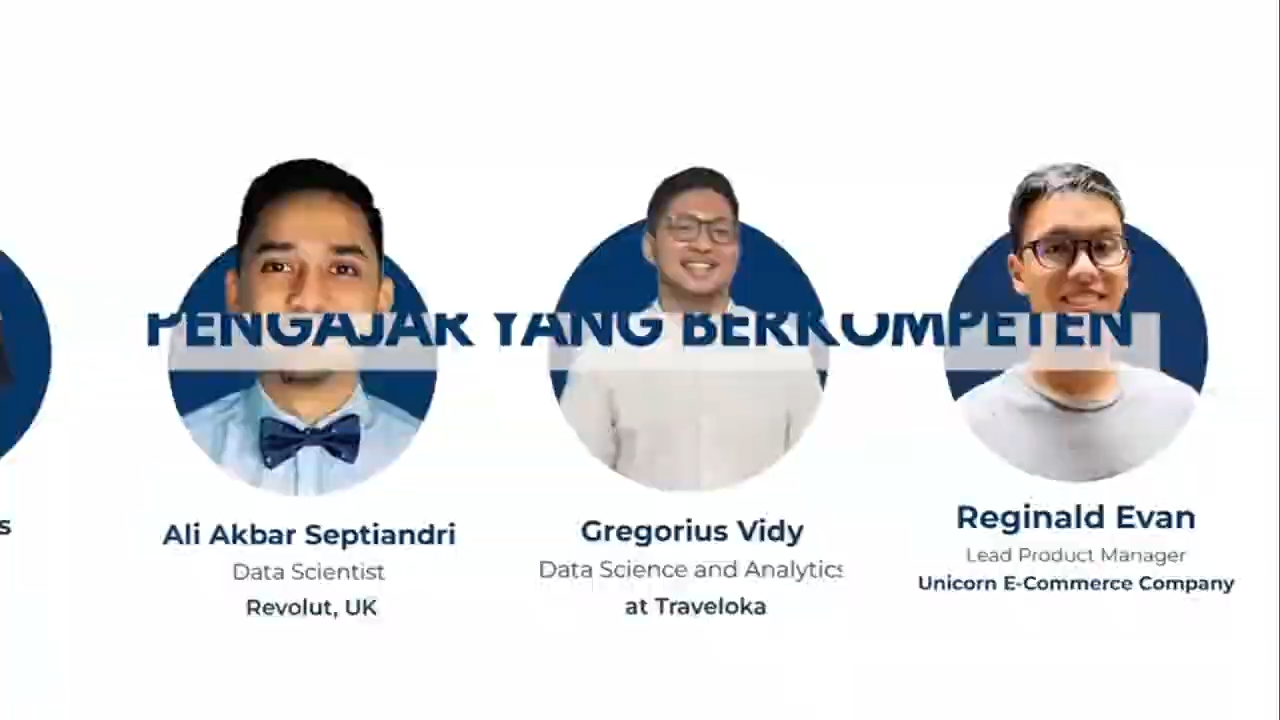 PENGAJAR YANG BERKOMPETEN
s
Ali Akbar Septiandri
Data Scientist
Revolut, UK
Gregorius Vidy
Data Science and Analytics
at Traveloka
Reginald Evan
Lead Product Manager
Unicorn E-Commerce Company